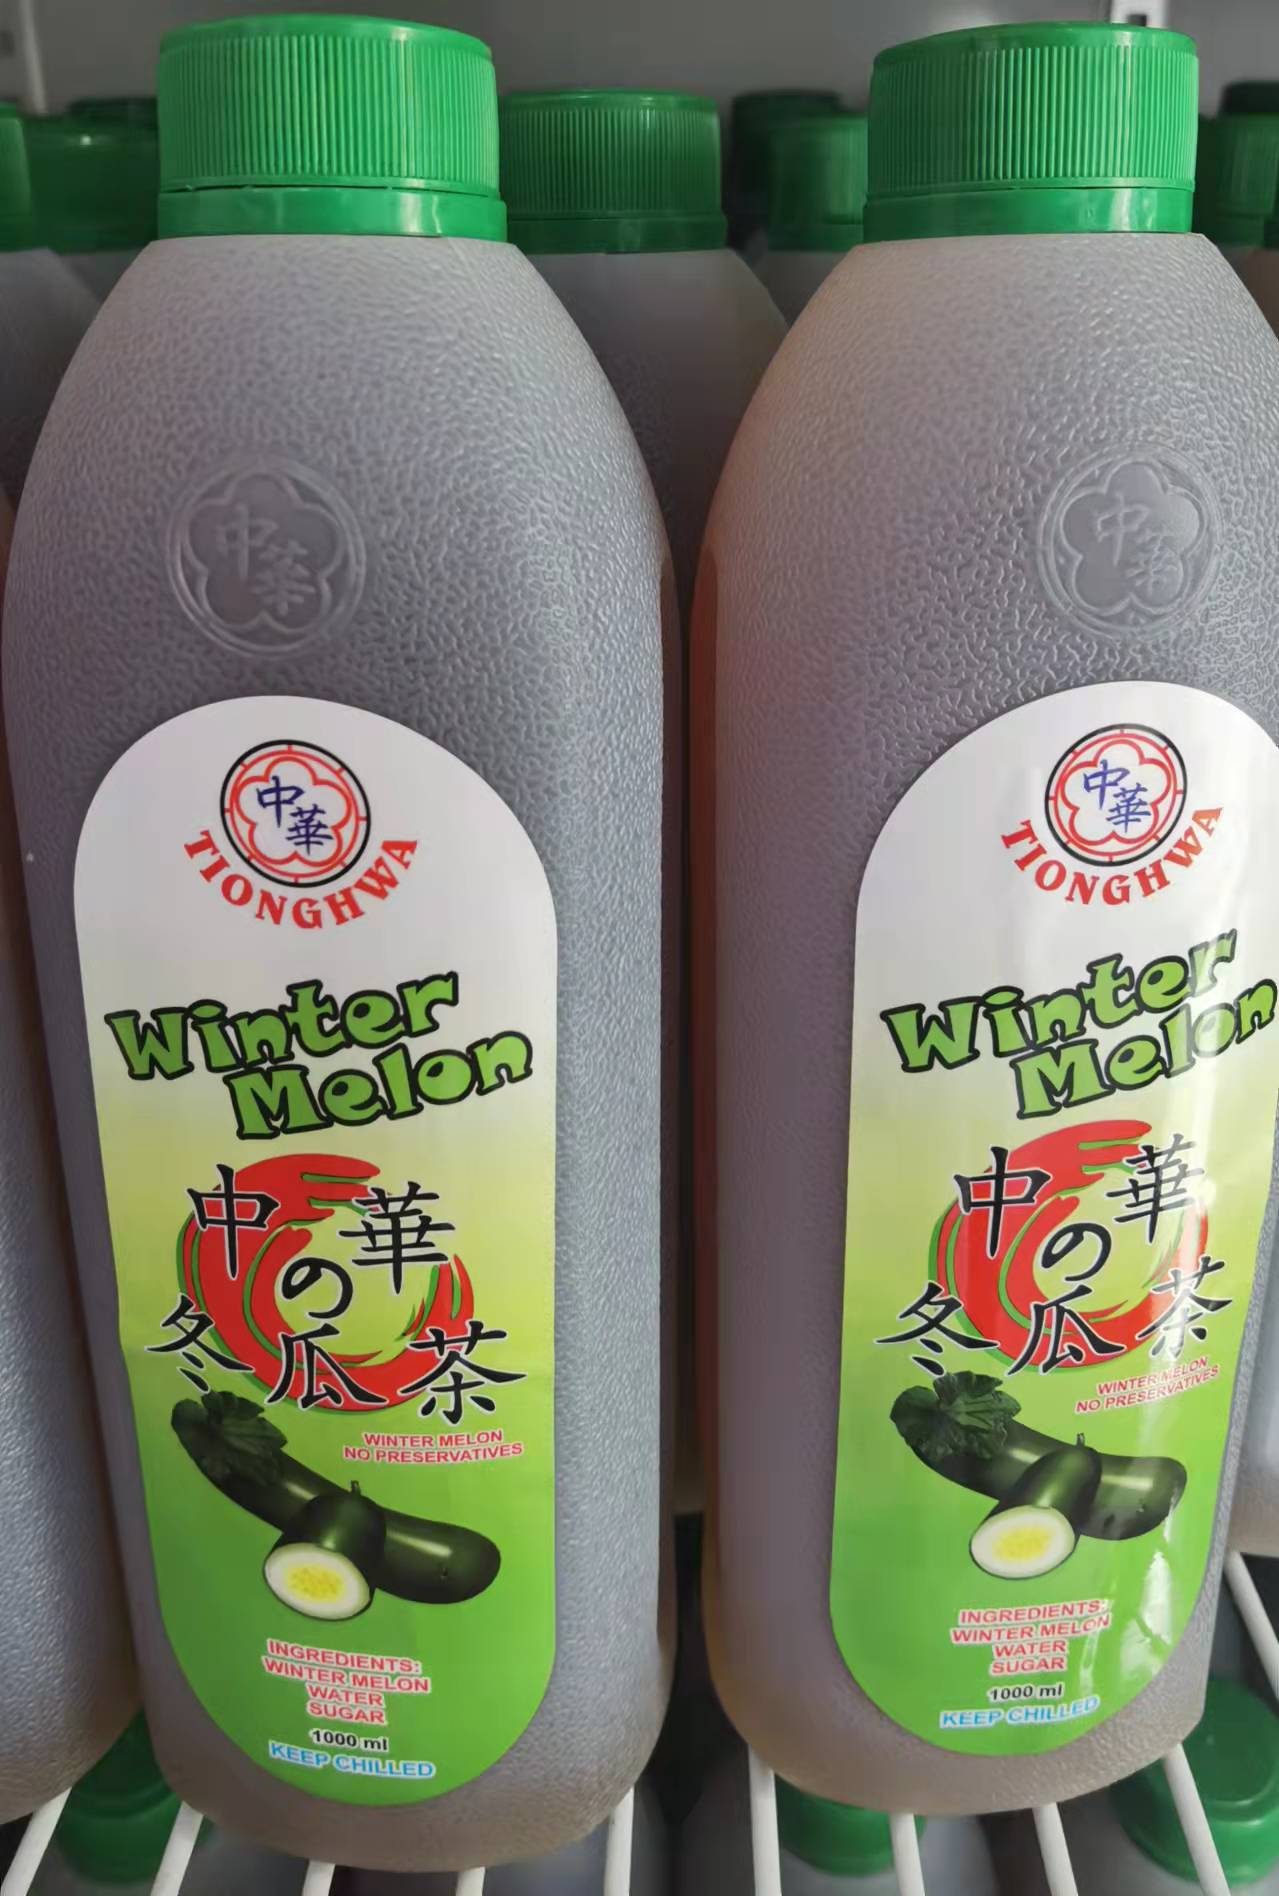 中華
中華
中華
TIONGHWA
Winter
Melon
中華
の
冬瓜茶
WINTER MELON
NO PRESERVATIVES
INGREDIENTS:
WINTER MELON
WATER
SUGAR
1000 ml
KEEP CHILLED
中華
TIONGHWA
Winter
Melon
中華
の
冬瓜茶
WINTER MELON
NO PRESERVATIVES
INGREDIENTS:
WINTER MELON
WATER
SUGAR
1000 ml
KEEP CHILLED